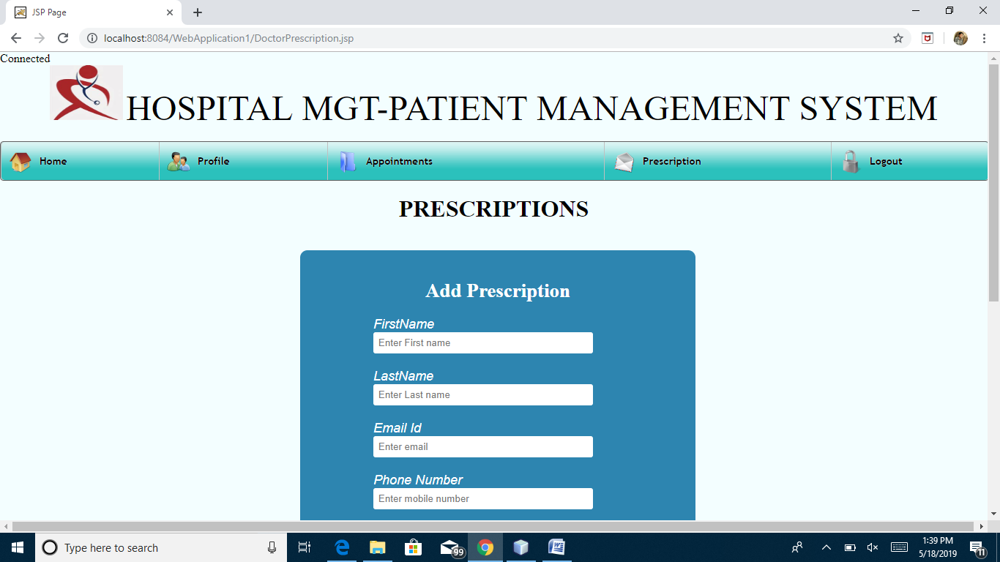 JSP Page
localhost:8084/WebApplication1/DoctorPrescription.jsp
Connected
HOSPITAL MGT-PATIENT MANAGEMENT SYSTEM
Home Profile Appointments Prescription Logout
PRESCRIPTIONS
Add Prescription
FirstName
Enter First name
LastName
Enter Last name
Email Id
Enter email
Phone Number
Enter mobile number
Type here to search
99
1:39 PM
5/18/2019
11